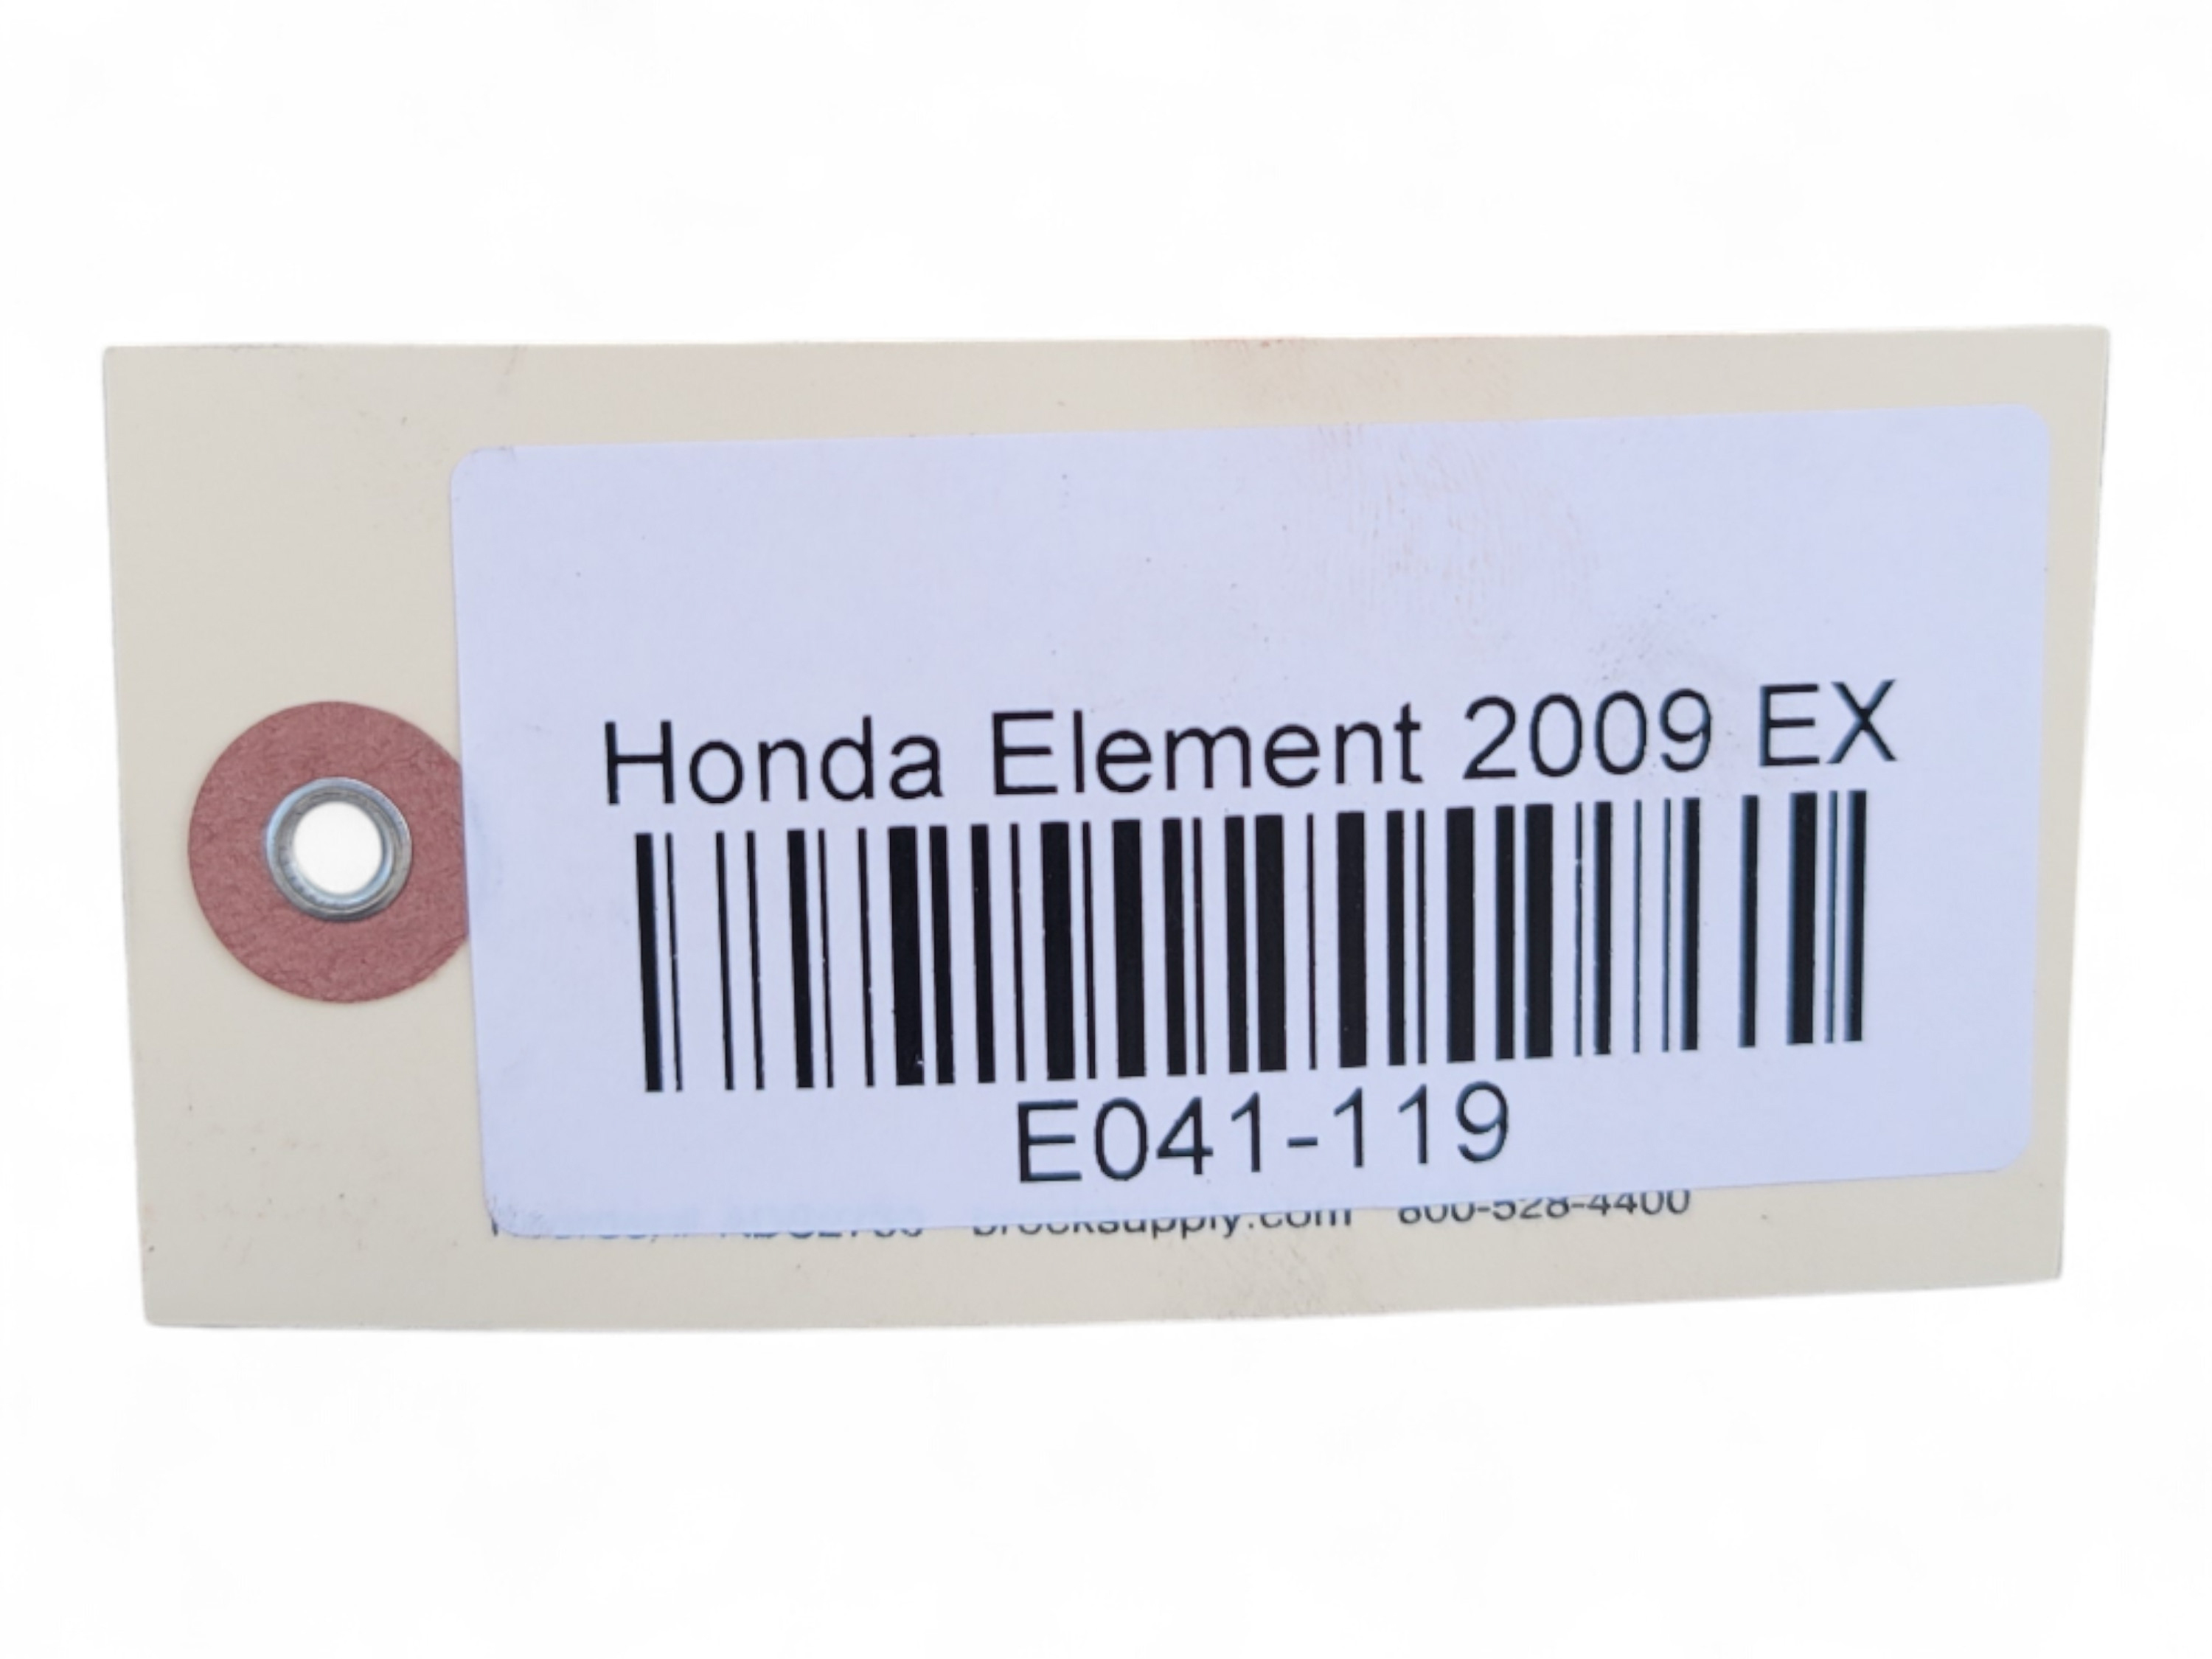 Honda Element 2009 EX
E041-119
brocksupply.com 800-528-4400